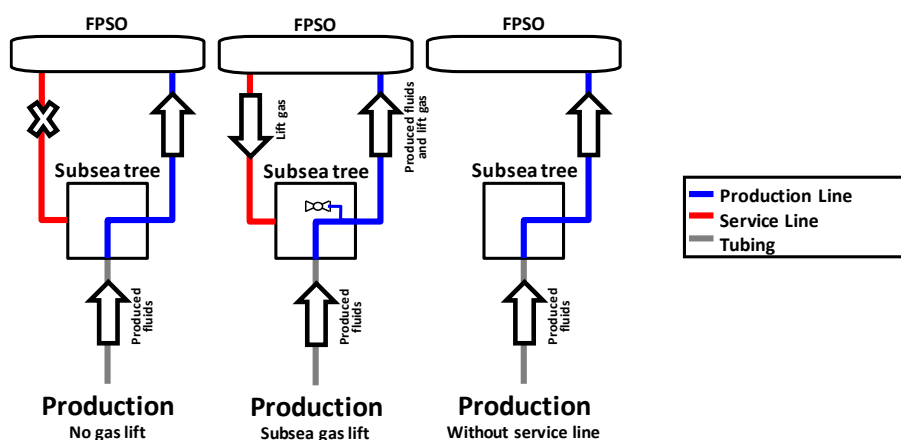 FPSO
Subsea tree
Produced
fluids
Production
No gas lift
FPSO
Lift gas
Produced fluids
and lift gas
Subsea tree
Produced
fluids
Production
Subsea gas lift
FPSO
Subsea tree
Produced
fluids
Production
Without service line
Production Line
Service Line
Tubing